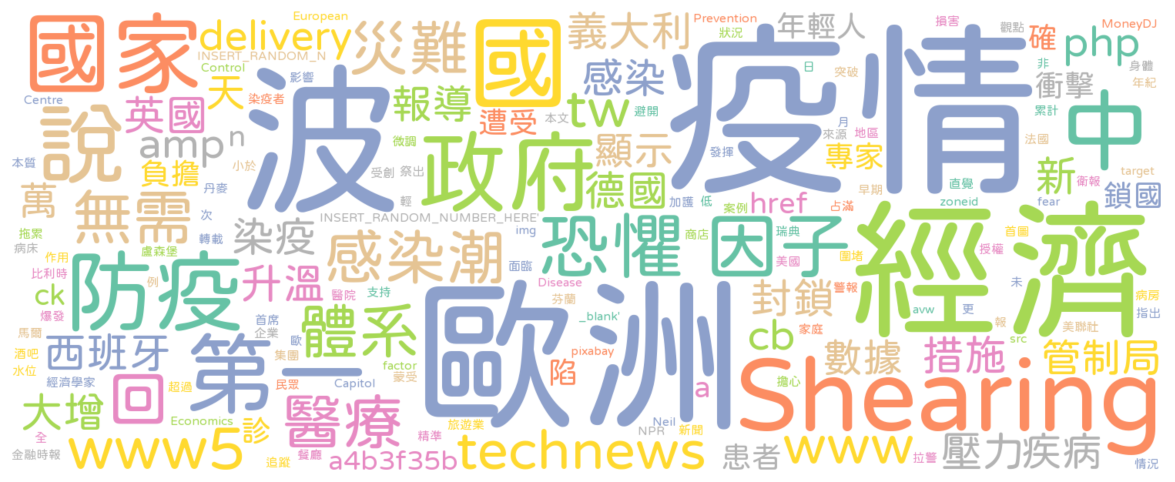 European
Prevention
損害
觀點
MoneyDJ
國家
delivery
災難
國
義大利
年輕人
狀況
確
php
INSERT_RANDOM_N
Control
影響
波
疫情
感染
日
突破
非
身體
年紀
衝擊
天
Centre
染疫者
英國
報導
遭受
tw
避開
月
來源
地區
累計
中
說
amp
n
本文
微調
政府
顯示
發揮
專家
法國
本質
小於
受創
祭出
負擔
德國
直覺
新
衛報
target
萬
無需
丹麥
輕
加護
低
案例
href
早期
占滿
zoneid
fear
鎖國
次
INSERT_RANDOM_NUMBER_HERE'
img
商店
瑞典
授權
首圖
拖累
病床
轉載
染疫
感染潮
恐懼
因子
經濟
作用
盧森堡
防疫
面臨
美國
圍堵
未
比利時
例
升溫
醫院
支持
Disease
封鎖
警報
更
病房
ck
爆發
首席
企業
歐
體系
歐洲
芬蘭
_blank'
avw
報
美聯社
指出
馬爾
西班牙
第一
集團
factor
蒙受
家庭
cb
src
酒吧
水位
pixabay
陷
數據
措施
管制局
經濟學家
超過
民眾
Capitol
擔心
a
Shearing
大增
回
醫療
全
Economics
旅遊業
Neil
www5
診
精準
NPR
新聞
technews
www
金融時報
追蹤
餐廳
a4b3f35b
患者
拉警
壓力疾病
情況